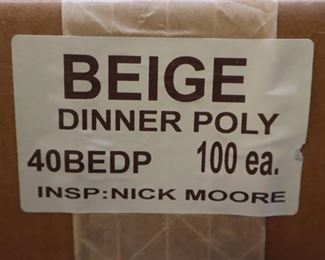 BEIGE
DINNER POLY
40BEDP 100 ea.
INSP:NICK MOORE